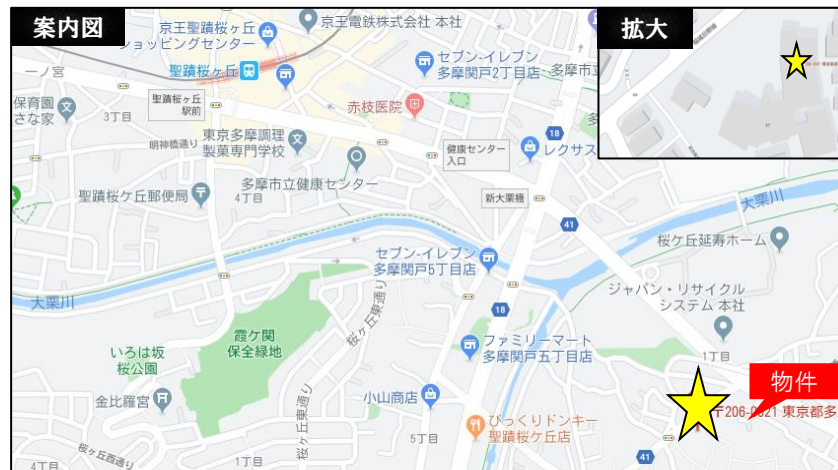 案内図
京王聖蹟桜ヶ丘
ショッピングセンター
京王電鉄株式会社 本社
聖蹟桜ヶ丘
セブン-イレブン
多摩関戸2丁目店
多摩市立
拡大
一ノ宮
保育園
さな家
聖蹟桜ヶ丘
駅前
3丁目
赤枝医院
明神橋通り
東京多摩調理
製菓専門学校
健康センター
入口
18
レクサス
多摩市立健康センター
聖蹟桜ケ丘郵便局
4丁目
新大栗橋
大栗川
41
桜ケ丘延寿ホーム
セブン-イレブン
多摩関戸5丁目店
ジャパン・リサイクル
システム 本社
大栗川
18
霞ケ関
保全緑地
桜ヶ丘東通り
いろは坂
桜公園
ファミリーマート
多摩関戸五丁目店
1丁目
物件
金比羅宮
小山商店
桜ヶ丘東通り
〒206-0021 東京都多
びっくりドンキー
聖蹟桜ケ丘店
5丁目
桜ヶ丘西通り
1丁目
41